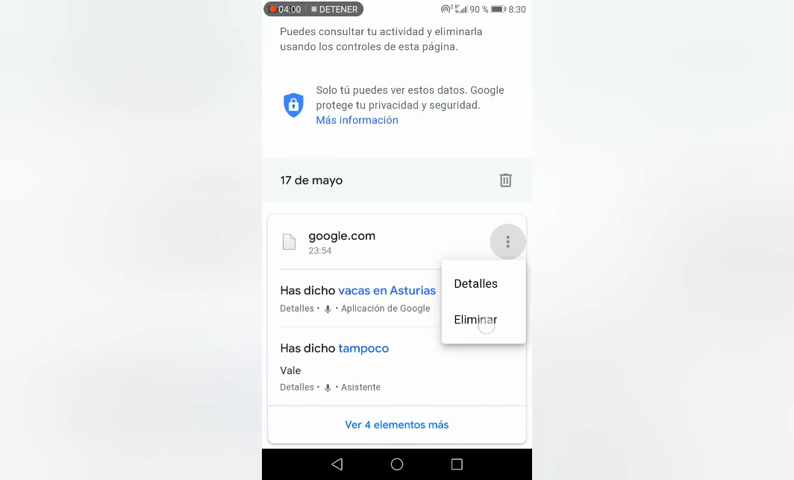 04:00 DETENER 90 % 8:30
Puedes consultar tu actividad y eliminarla
usando los controles de esta página.
Solo tú puedes ver estos datos. Google
protege tu privacidad y seguridad.
Más información
17 de mayo
google.com
23:54
Detalles
Has dicho vacas en Asturias
Detalles • • Aplicación de Google
Eliminar
Has dicho tampoco
Vale
Detalles • • Asistente
Ver 4 elementos más